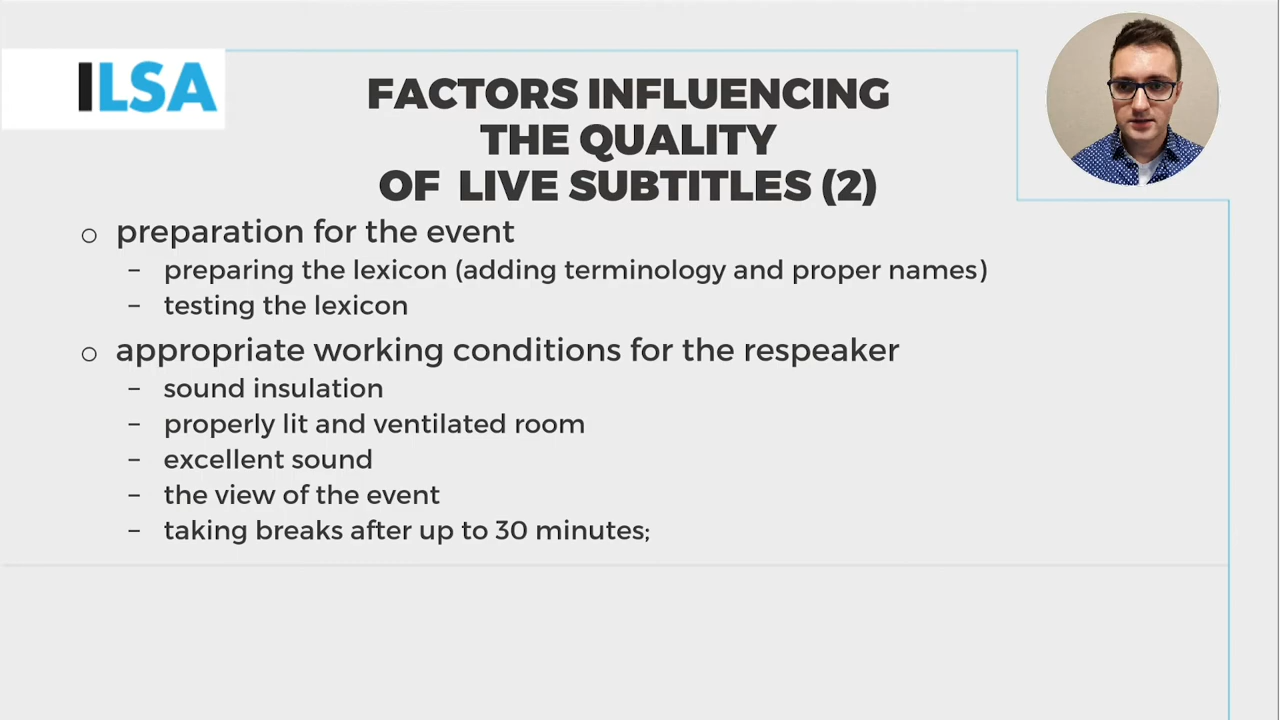 ILSA
FACTORS INFLUENCING
THE QUALITY
OF LIVE SUBTITLES (2)
o preparation for the event
– preparing the lexicon (adding terminology and proper names)
– testing the lexicon
o appropriate working conditions for the respeaker
– sound insulation
– properly lit and ventilated room
– excellent sound
– the view of the event
– taking breaks after up to 30 minutes;